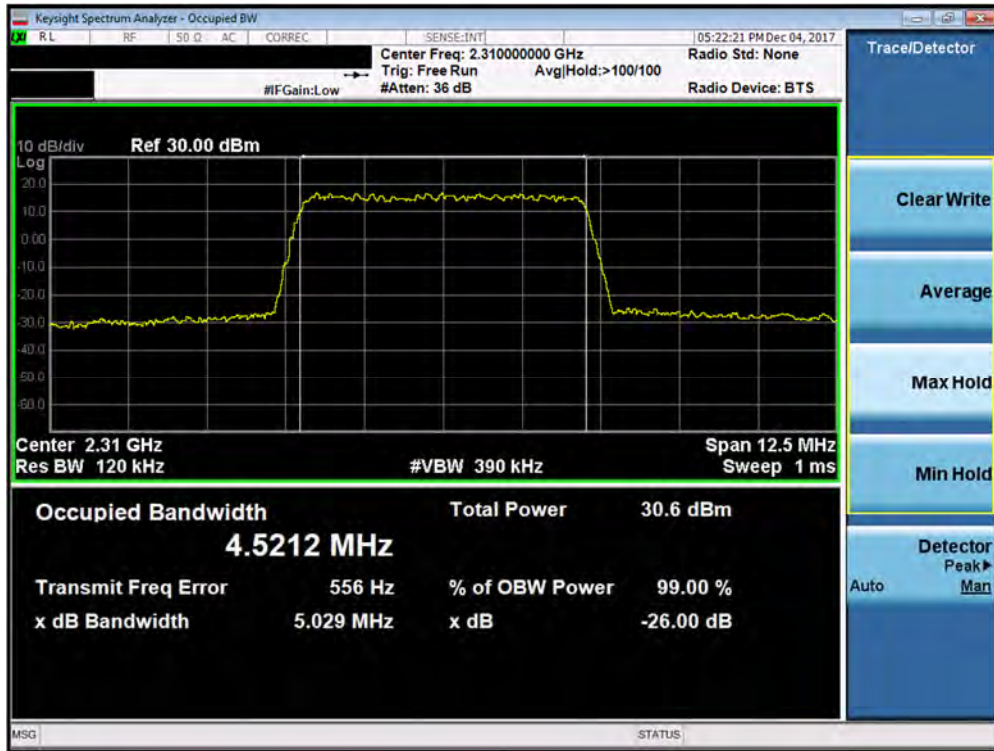 Keysight Spectrum Analyzer - Occupied BW
LXI RL RF 50 Ω AC CORREC SENSE:INT 05:22:21 PM Dec 04, 2017
Center Freq: 2.310000000 GHz Radio Std: None
Trig: Free Run Avg|Hold:>100/100
#IFGain:Low #Atten: 36 dB Radio Device: BTS
Trace/Detector
10 dB/div Ref 30.00 dBm
Log
20.0
10.0
0.00
-10.0
-20.0
-30.0
-40.0
-50.0
-60.0
Center 2.31 GHz Span 12.5 MHz
Res BW 120 kHz #VBW 390 kHz Sweep 1 ms
Occupied Bandwidth Total Power 30.6 dBm
4.5212 MHz
Transmit Freq Error 556 Hz % of OBW Power 99.00 %
x dB Bandwidth 5.029 MHz x dB -26.00 dB
Clear Write
Average
Max Hold
Min Hold
Detector
Peak▶
Auto Man
MSG STATUS